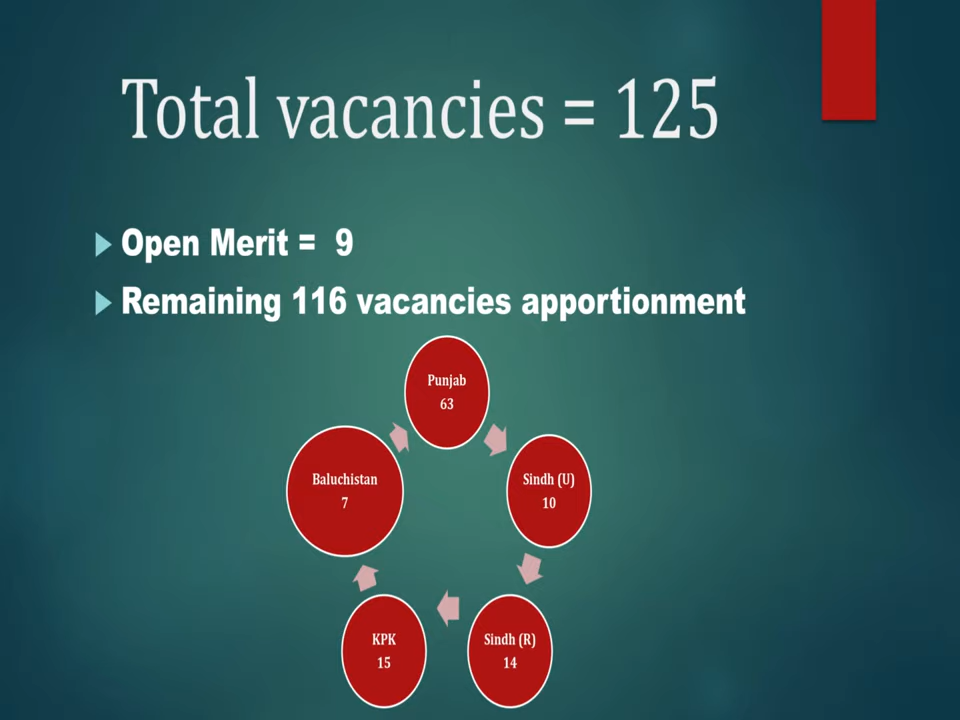 Total vacancies = 125
Open Merit = 9
Remaining 116 vacancies apportionment
Punjab
63
Sindh (U)
10
Sindh (R)
14
KPK
15
Baluchistan
7